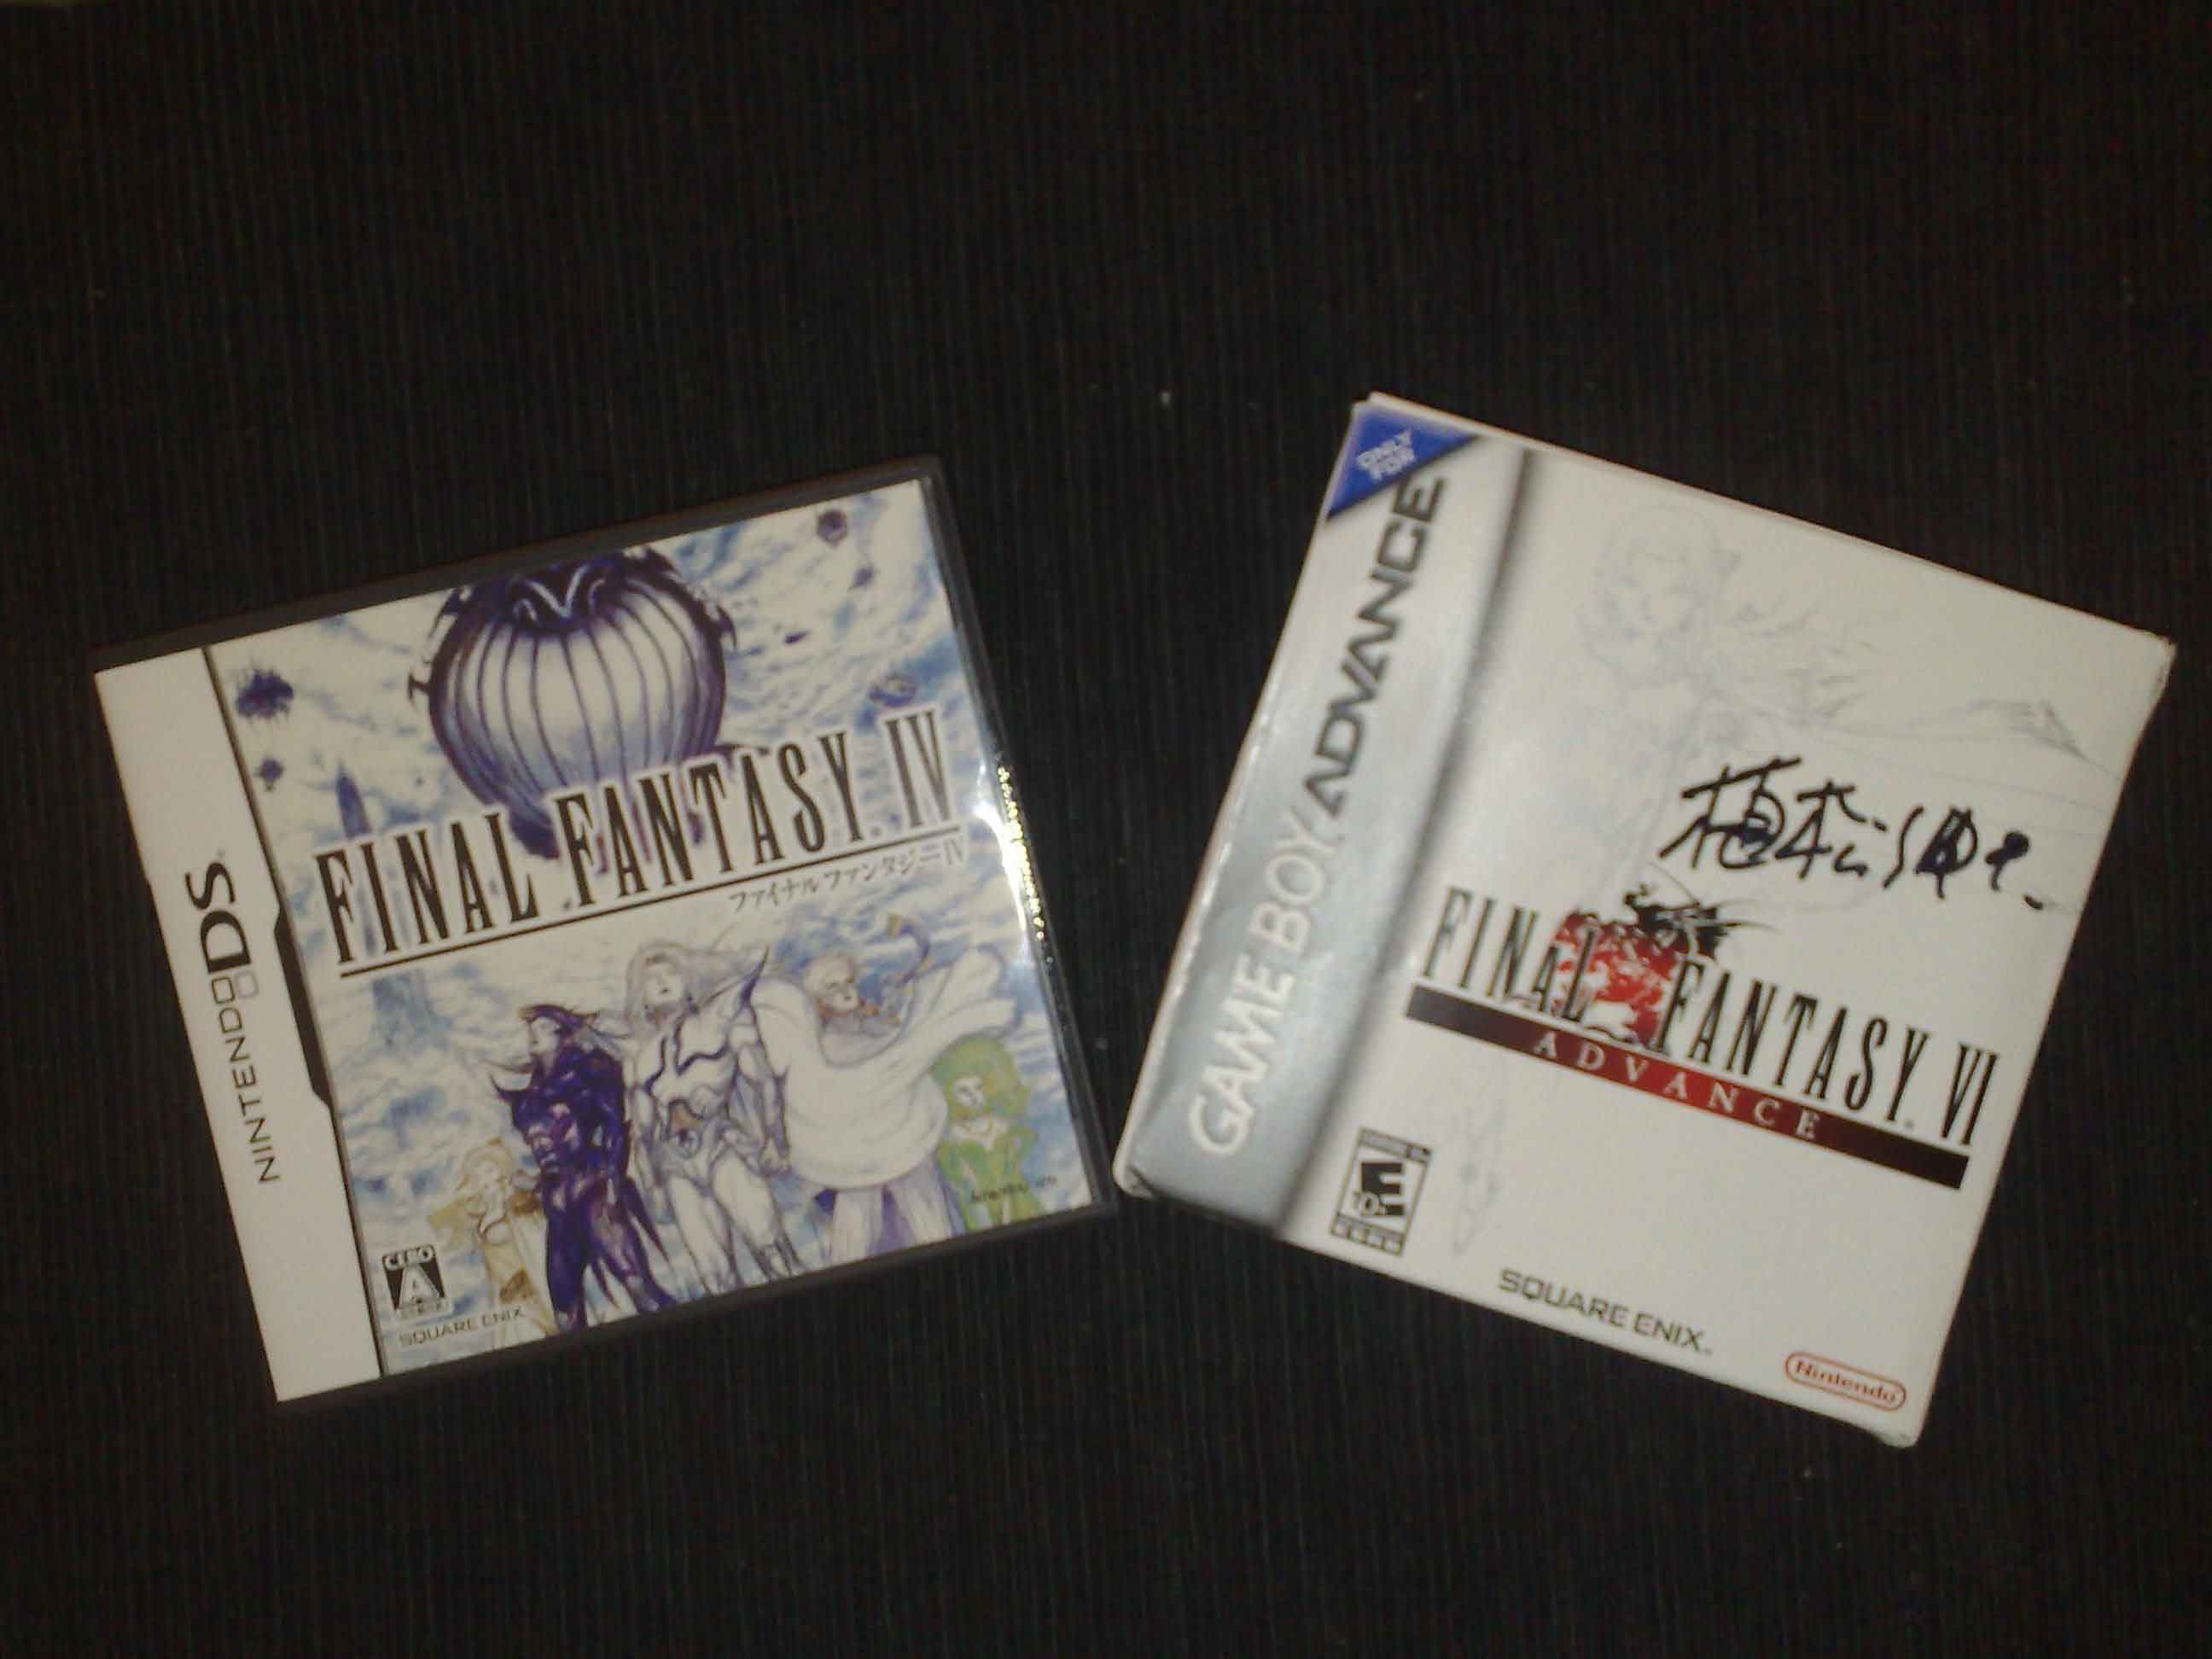 NINTENDO DS
FINAL FANTASY IV
ファイナルファンタジーIV
CERO
A
SQUARE ENIX
ONLY
FOR
GAME BOY ADVANCE
FINAL FANTASY VI
ADVANCE
E
SQUARE ENIX
Nintendo